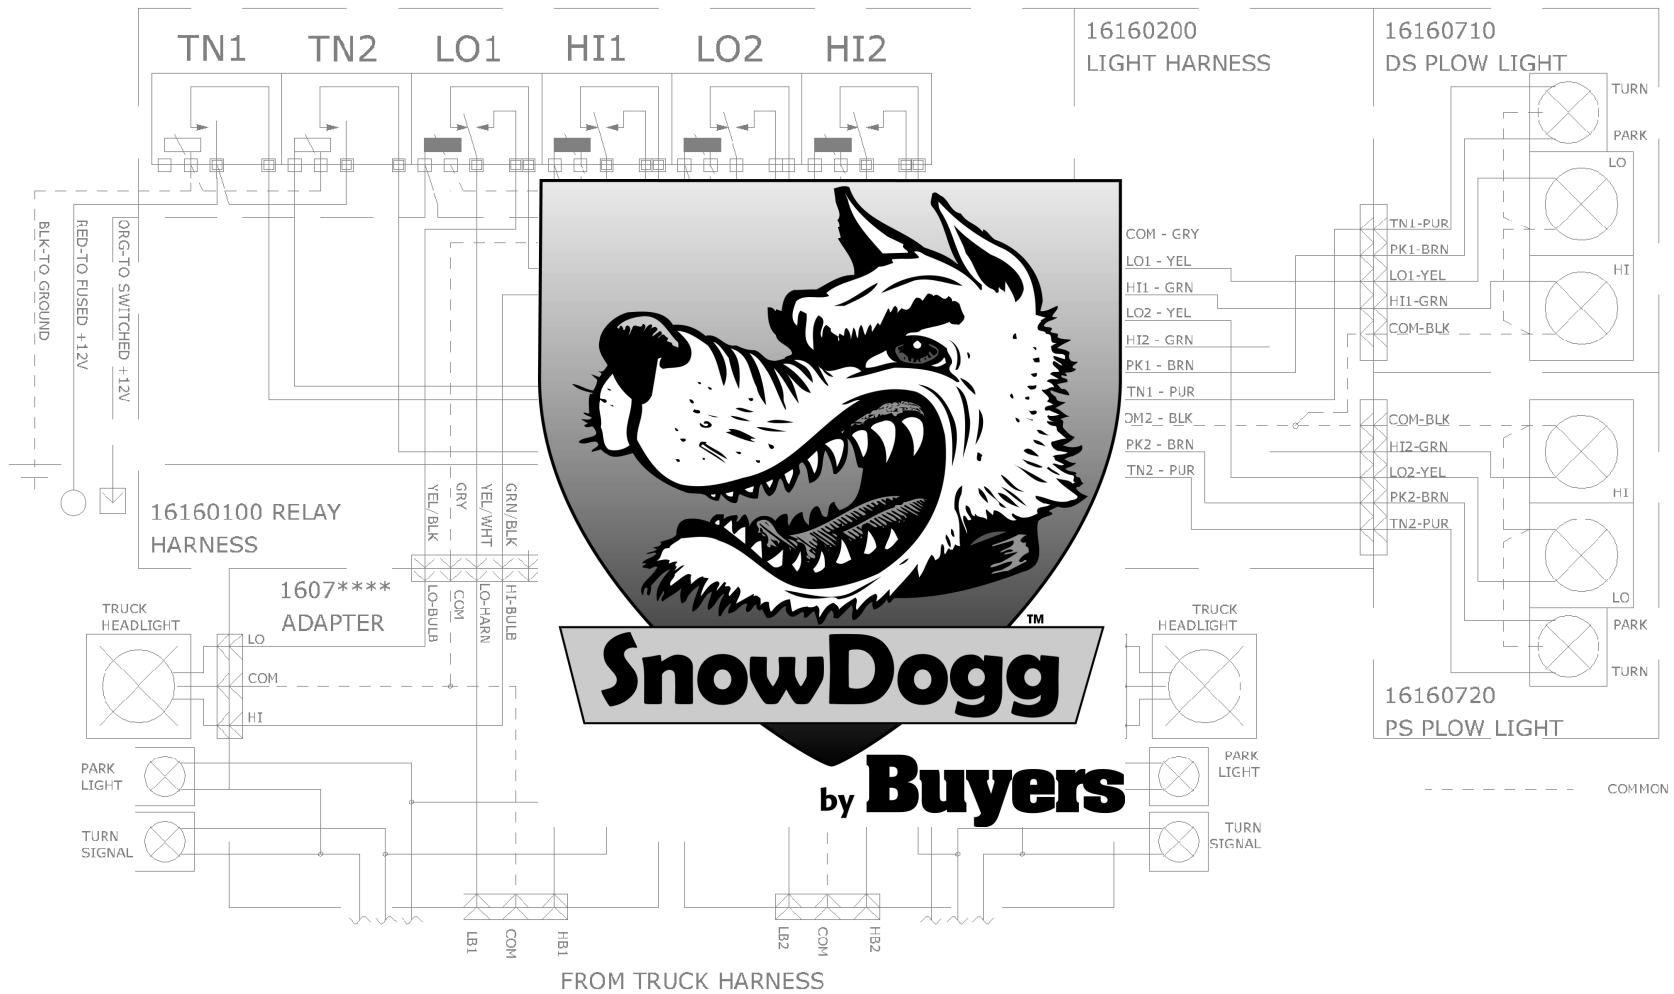 TN1
TN2
LO1
HI1
LO2
HI2
16160200
LIGHT HARNESS
16160710
DS PLOW LIGHT
TURN
PARK
LO
HI
BLK-TO GROUND
RED-TO FUSED +12V
ORG-TO SWITCHED +12V
COM - GRY
LO1 - YEL
HI1 - GRN
LO2 - YEL
HI2 - GRN
PK1 - BRN
TN1 - PUR
OM2 - BLK
PK2 - BRN
TN2 - PUR
TN1-PUR
PK1-BRN
LO1-YEL
HI1-GRN
COM-BLK
COM-BLK
HI2-GRN
LO2-YEL
PK2-BRN
TN2-PUR
HI
LO
PARK
TURN
16160720
PS PLOW LIGHT
16160100 RELAY
HARNESS
YEL/BLK
GRY
YEL/WHT
GRN/BLK
LO-BULB
COM
LO-HARN
HI-BULB
1607****
ADAPTER
TRUCK
HEADLIGHT
LO
COM
HI
PARK
LIGHT
TURN
SIGNAL
TM
SnowDogg
by Buyers
TRUCK
HEADLIGHT
PARK
LIGHT
TURN
SIGNAL
COMMON
LB1
COM
HB1
LB2
COM
HB2
FROM TRUCK HARNESS